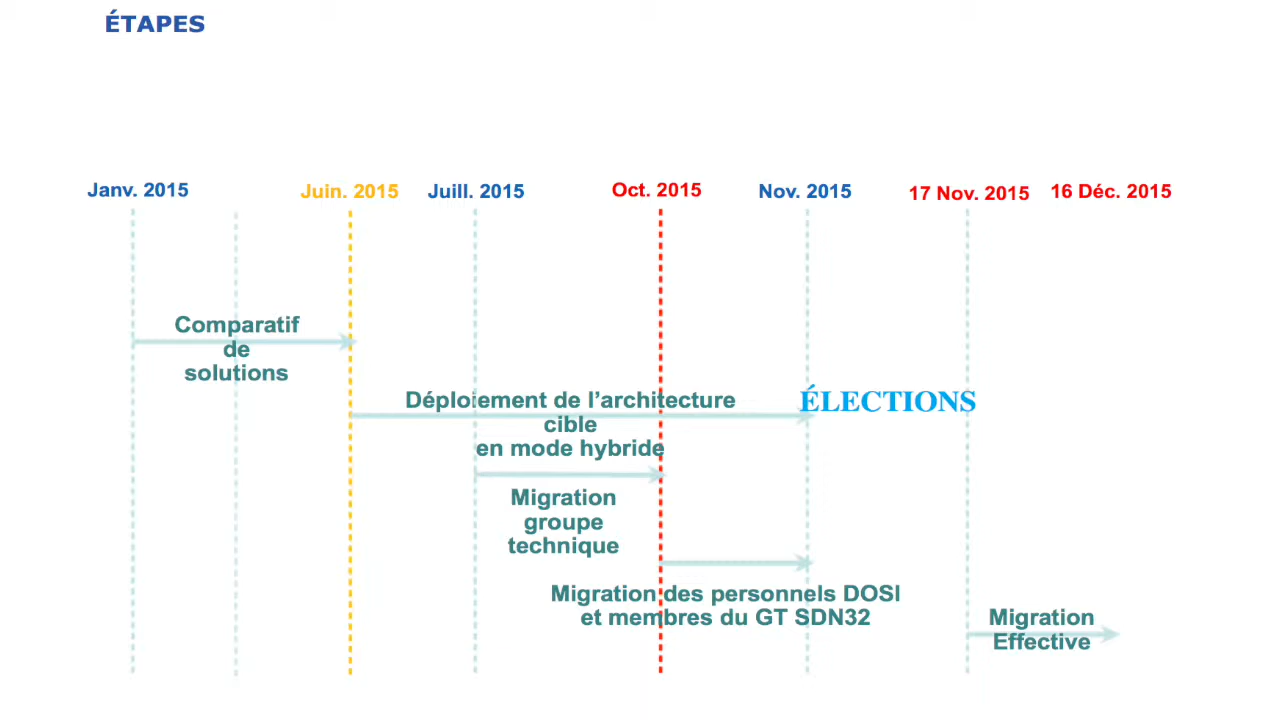 ÉTAPES
Janv. 2015
Juin. 2015
Juill. 2015
Oct. 2015
Nov. 2015
17 Nov. 2015
16 Déc. 2015
Comparatif
de
solutions
Déploiement de l’architecture
cible
en mode hybride
ÉLECTIONS
Migration
groupe
technique
Migration des personnels DOSI
et membres du GT SDN32
Migration
Effective